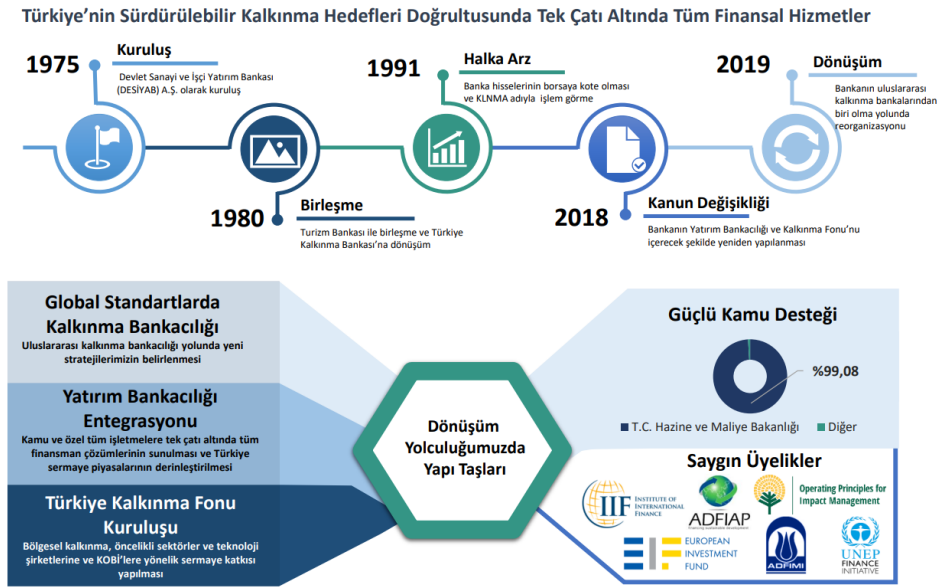 Türkiye’nin Sürdürülebilir Kalkınma Hedefleri Doğrultusunda Tek Çatı Altında Tüm Finansal Hizmetler
1975
Kuruluş
Devlet Sanayi ve İşçi Yatırım Bankası
(DESİYAB) A.Ş. olarak kuruluş
1980
Birleşme
Turizm Bankası ile birleşme ve Türkiye
Kalkınma Bankası’na dönüşüm
1991
Halka Arz
Banka hisselerinin borsaya kote olması
ve KLNMA adıyla işlem görme
2018
Kanun Değişikliği
Bankanın Yatırım Bankacılığı ve Kalkınma Fonu’nu
içerecek şekilde yeniden yapılanması
2019
Dönüşüm
Bankanın uluslararası
kalkınma bankalarından
biri olma yolunda
reorganizasyonu
Global Standartlarda
Kalkınma Bankacılığı
Uluslararası kalkınma bankacılığı yolunda yeni
stratejilerimizin belirlenmesi
Yatırım Bankacılığı
Entegrasyonu
Kamu ve özel tüm işletmelere tek çatı altında tüm
finansman çözümlerinin sunulması ve Türkiye
sermaye piyasalarının derinleştirilmesi
Türkiye Kalkınma Fonu
Kuruluşu
Bölgesel kalkınma, öncelikli sektörler ve teknoloji
şirketlerine ve KOBİ’lere yönelik sermaye katkısı
yapılması
Dönüşüm
Yolculuğumuzda
Yapı Taşları
Güçlü Kamu Desteği
%99,08
T.C. Hazine ve Maliye Bakanlığı
Diğer
Saygın Üyelikler
IIF
INSTITUTE OF
INTERNATIONAL
FINANCE
ADFIAP
financing sustainable development
Operating Principles for
Impact Management
EIF
EUROPEAN
INVESTMENT
FUND
ADFIMI
UNEP
FINANCE
INITIATIVE